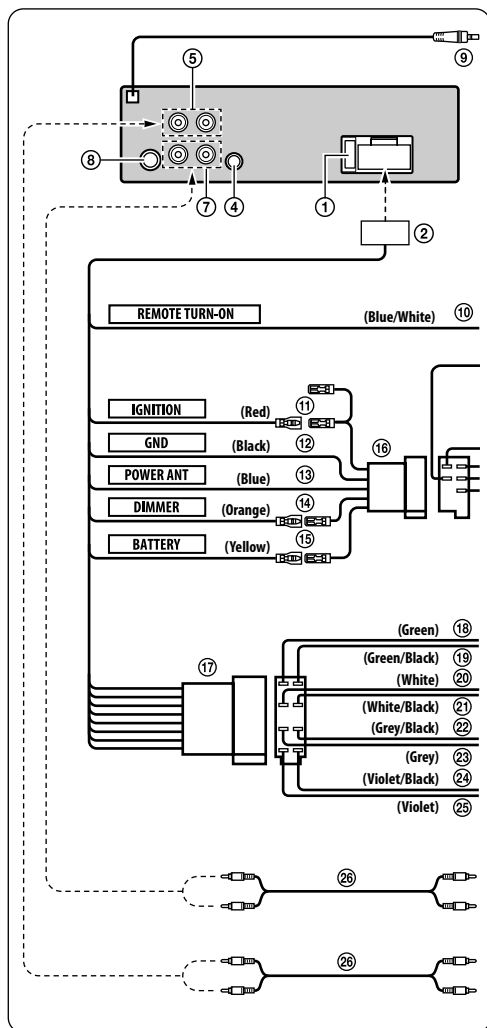 ⑨
⑤
⑧
⑦
④
①
②
REMOTE TURN-ON (Blue/White) ⑩
IGNITION (Red) ⑪
GND (Black) ⑫ ⑯
POWER ANT (Blue) ⑬
DIMMER (Orange) ⑭
BATTERY (Yellow) ⑮
(Green) ⑱
(Green/Black) ⑲
⑰ (White) ⑳
(White/Black) ㉑
(Grey/Black) ㉒
(Grey) ㉓
(Violet/Black) ㉔
(Violet) ㉕
㉖
㉖